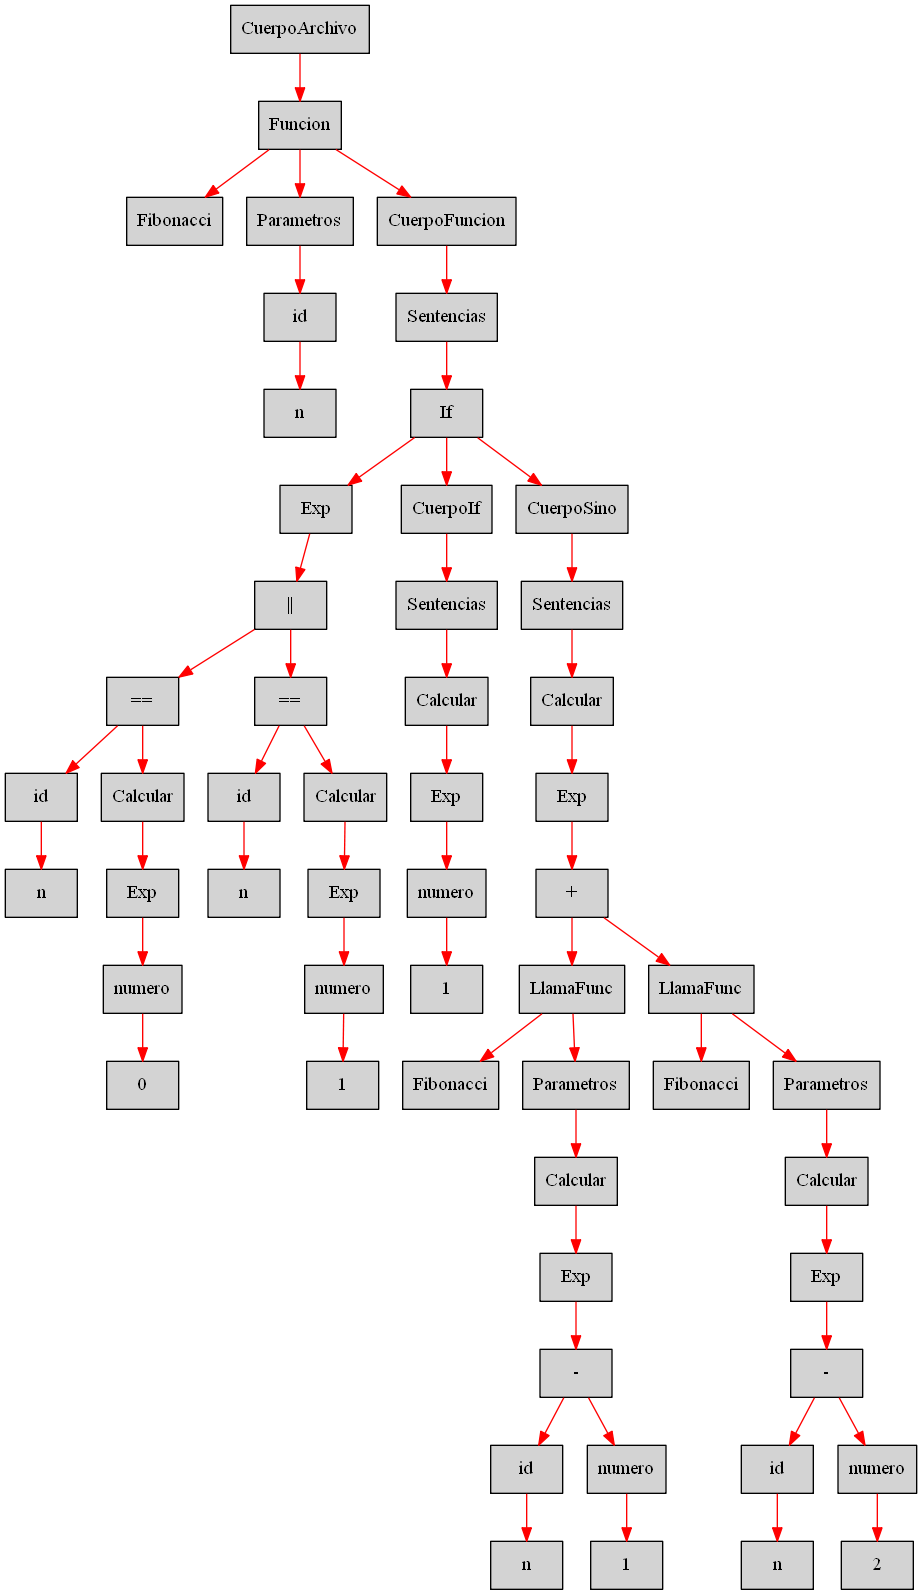 CuerpoArchivo
Funcion
Fibonacci Parametros CuerpoFuncion
id Sentencias
n If
Exp CuerpoIf CuerpoSino
|| Sentencias Sentencias
== == Calcular Calcular
id Calcular id Calcular Exp Exp
n Exp n Exp numero +
numero numero 1 LlamaFunc LlamaFunc
0 1 Fibonacci Parametros Fibonacci Parametros
Calcular Calcular
Exp Exp
- -
id numero id numero
n 1 n 2